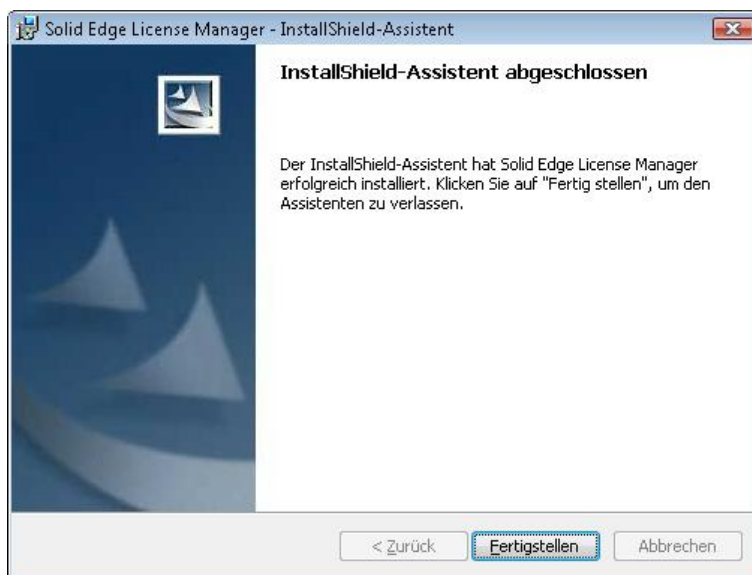 Solid Edge License Manager - InstallShield-Assistent
InstallShield-Assistent abgeschlossen
Der InstallShield-Assistent hat Solid Edge License Manager
erfolgreich installiert. Klicken Sie auf "Fertig stellen", um den
Assistenten zu verlassen.
< Zurück
Fertigstellen
Abbrechen